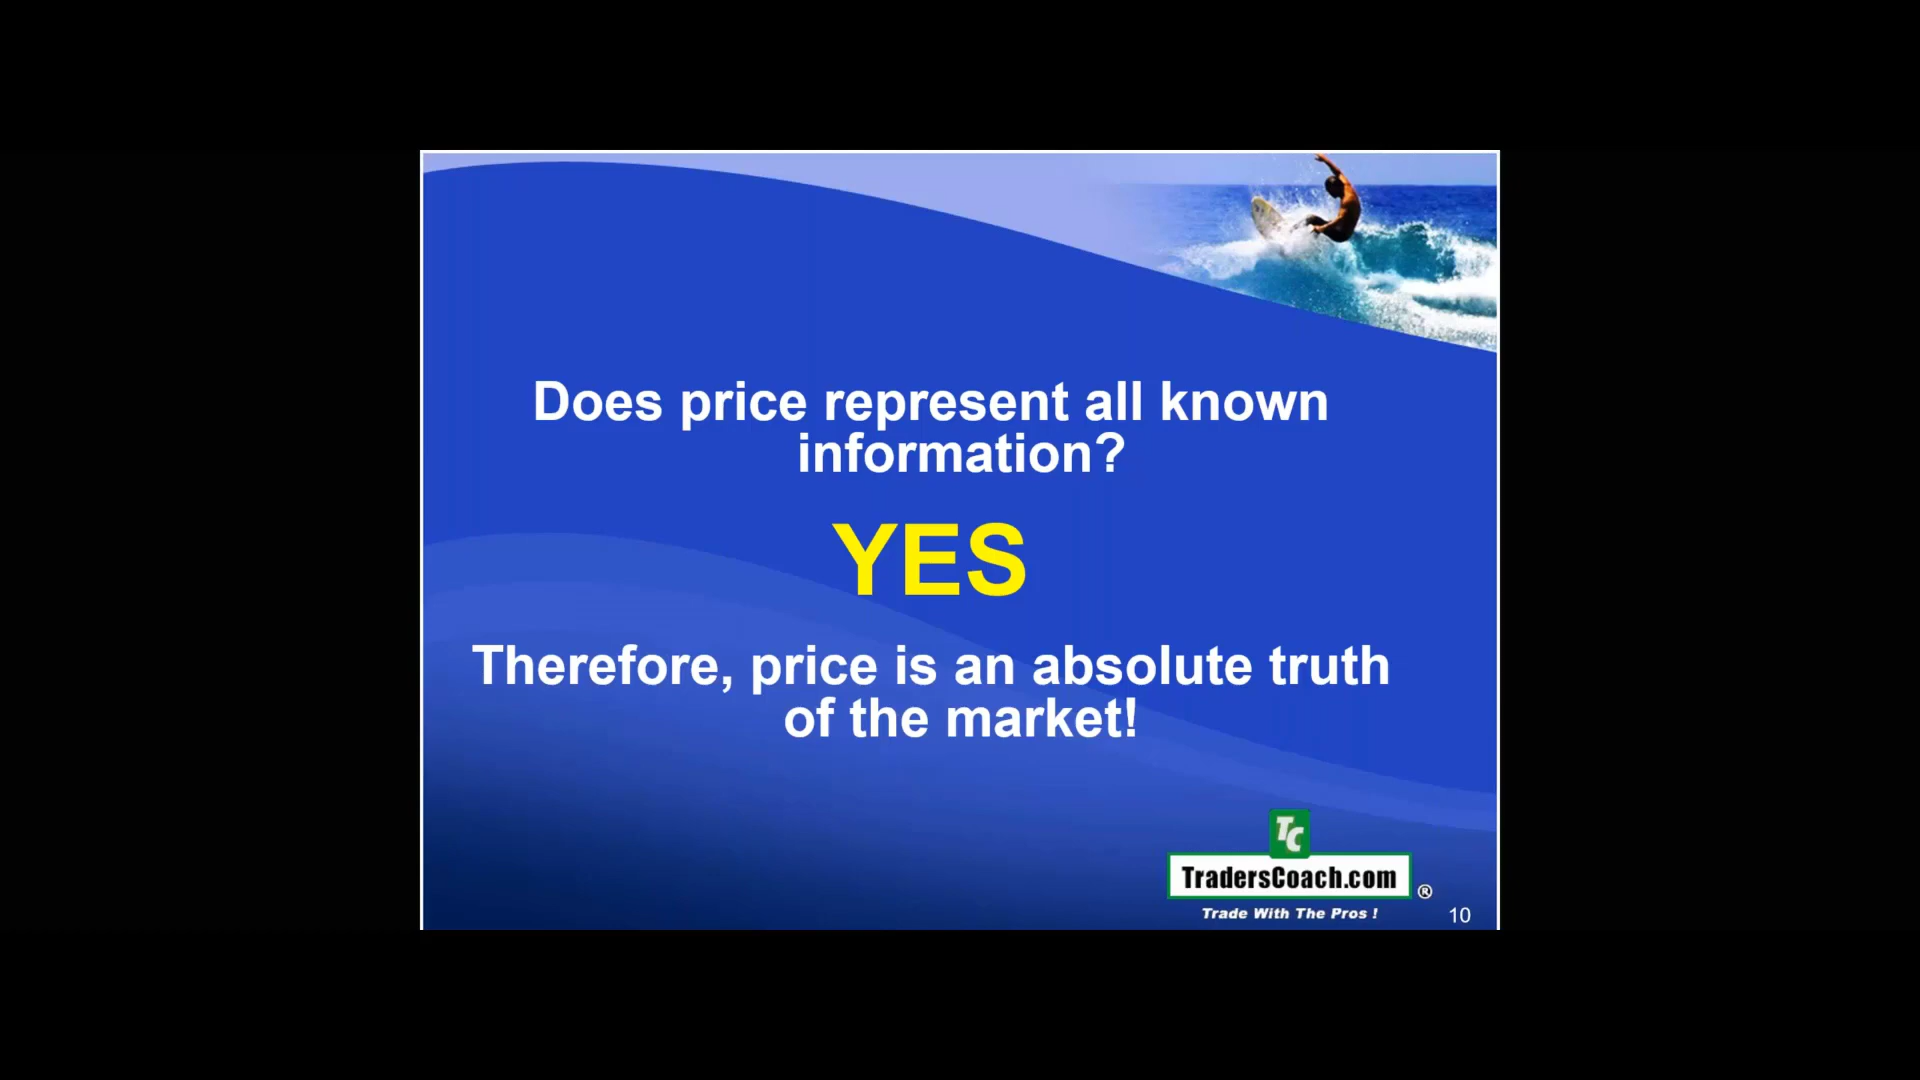 Does price represent all known
information?
YES
Therefore, price is an absolute truth
of the market!
TC
TradersCoach.com ®
Trade With The Pros !
10